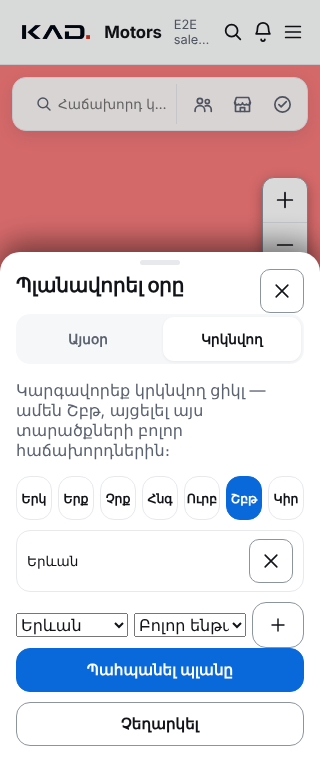 KAD. Motors E2E sale...
Հաճախորդ կ...
Պլանավորել օրը
Այսօր Կրկնվող
Կարգավորեք կրկնվող ցիկլ —
ամեն Շբթ, այցելել այս
տարածքների բոլոր
հաճախորդներին։
Երկ Երք Չրք Հնգ Ուրբ Շբթ Կիր
Երևան
Երևան Բոլոր ենթս
Պահպանել պլանը
Չեղարկել